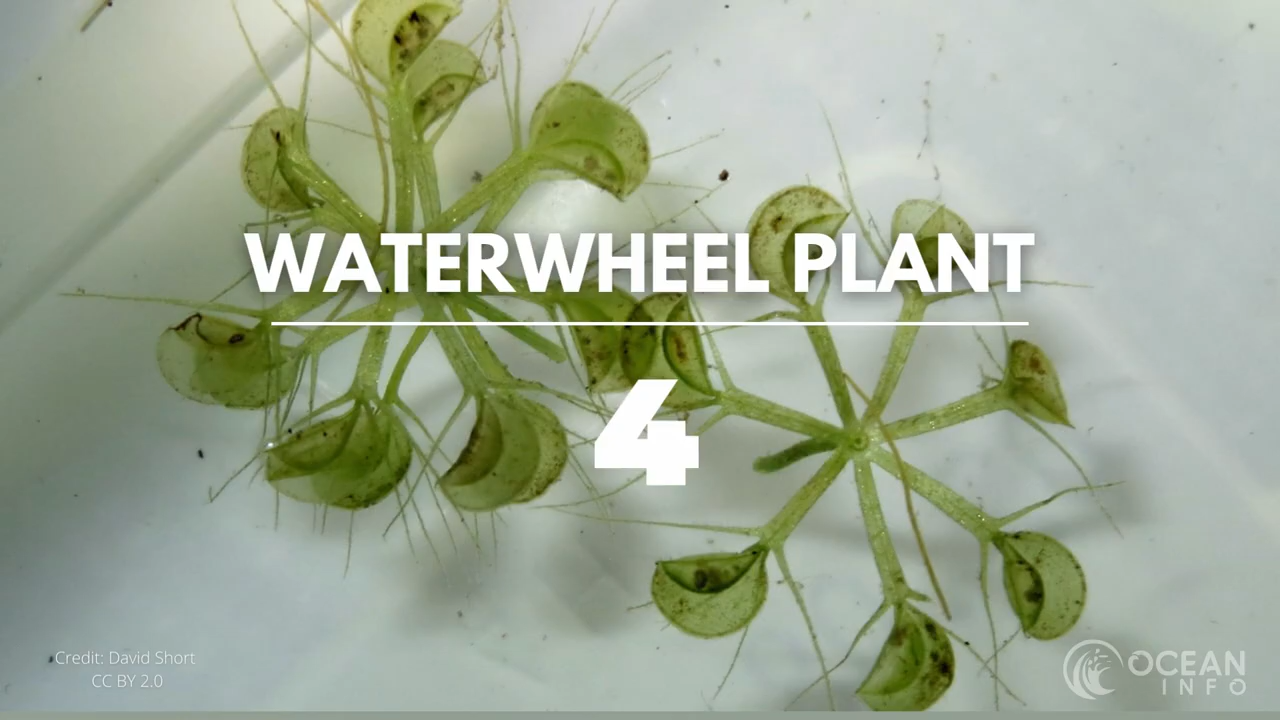 WATERWHEEL PLANT
4
Credit: David Short
CC BY 2.0
OCEAN
INFO